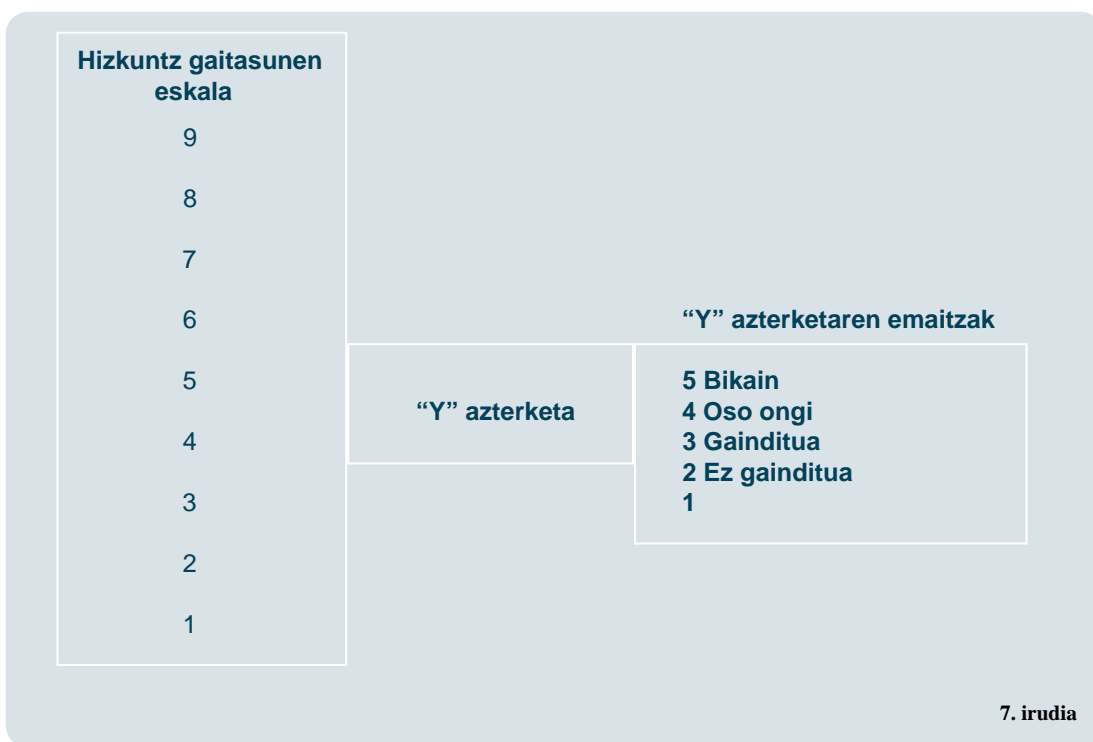 Hizkuntz gaitasunen
eskala
9
8
7
6
5
4
3
2
1
“Y” azterketa
“Y” azterketaren emaitzak
5 Bikain
4 Oso ongi
3 Gainditua
2 Ez gainditua
1
7. irudia